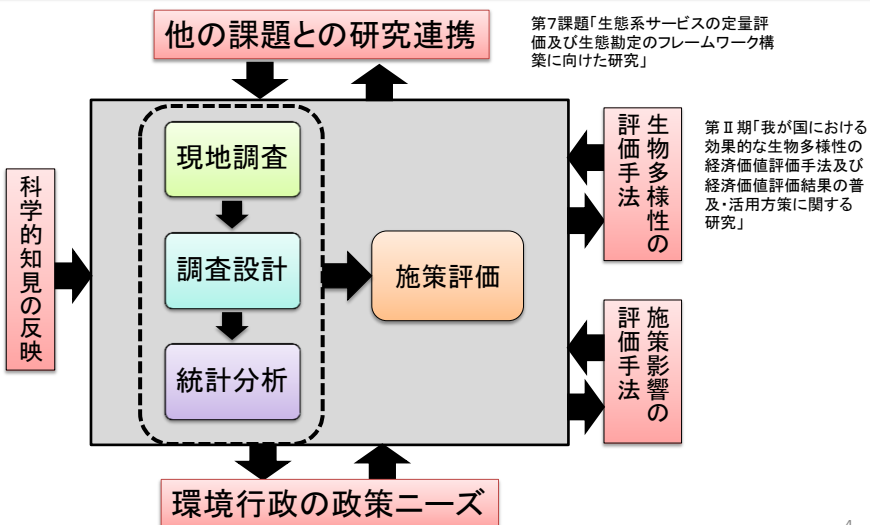 他の課題との研究連携
第7課題「生態系サービスの定量評
価及び生態勘定のフレームワーク構
築に向けた研究」
現地調査
調査設計
統計分析
施策評価
科学的知見の反映
生物多様性の
評価手法
第Ⅱ期「我が国における
効果的な生物多様性の
経済価値評価手法及び
経済価値評価結果の普
及・活用方策に関する
研究」
施策影響の
評価手法
環境行政の政策ニーズ
4